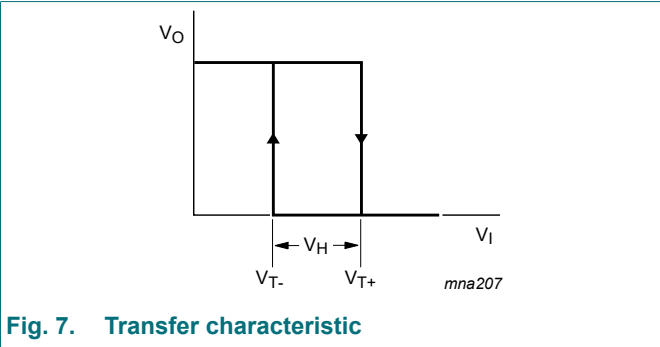 VO
VH
VI
VT-
VT+
mna207
Fig. 7. Transfer characteristic